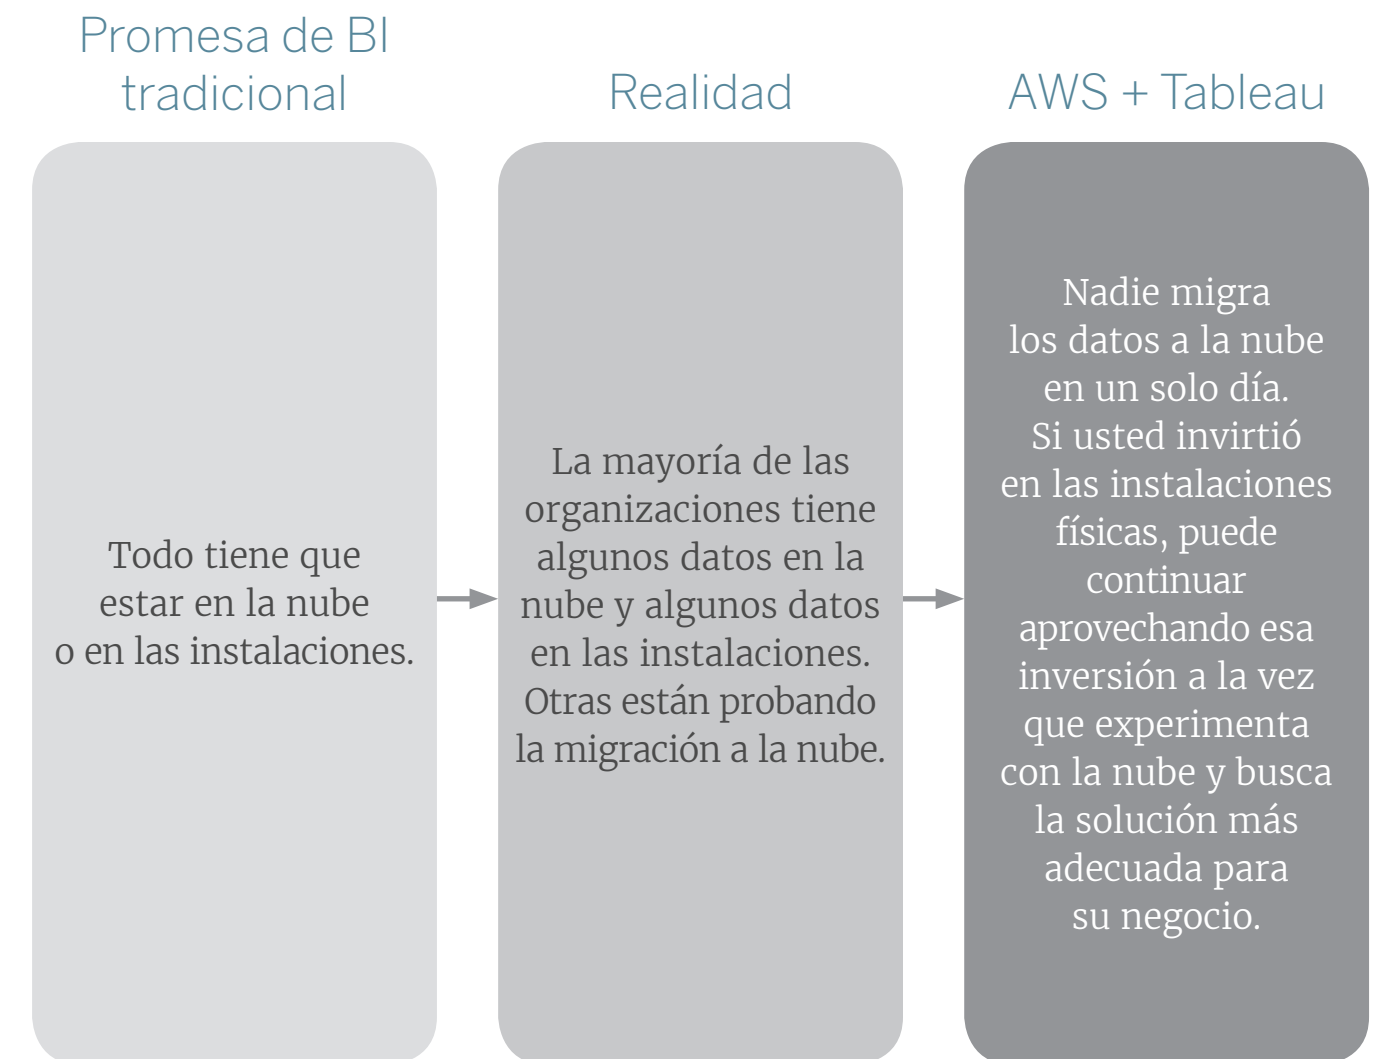 Promesa de BI
tradicional
Todo tiene que
estar en la nube
o en las instalaciones.
Realidad
La mayoría de las
organizaciones tiene
algunos datos en la
nube y algunos datos
en las instalaciones.
Otras están probando
la migración a la nube.
AWS + Tableau
Nadie migra
los datos a la nube
en un solo día.
Si usted invirtió
en las instalaciones
físicas, puede
continuar
aprovechando esa
inversión a la vez
que experimenta
con la nube y busca
la solución más
adecuada para
su negocio.